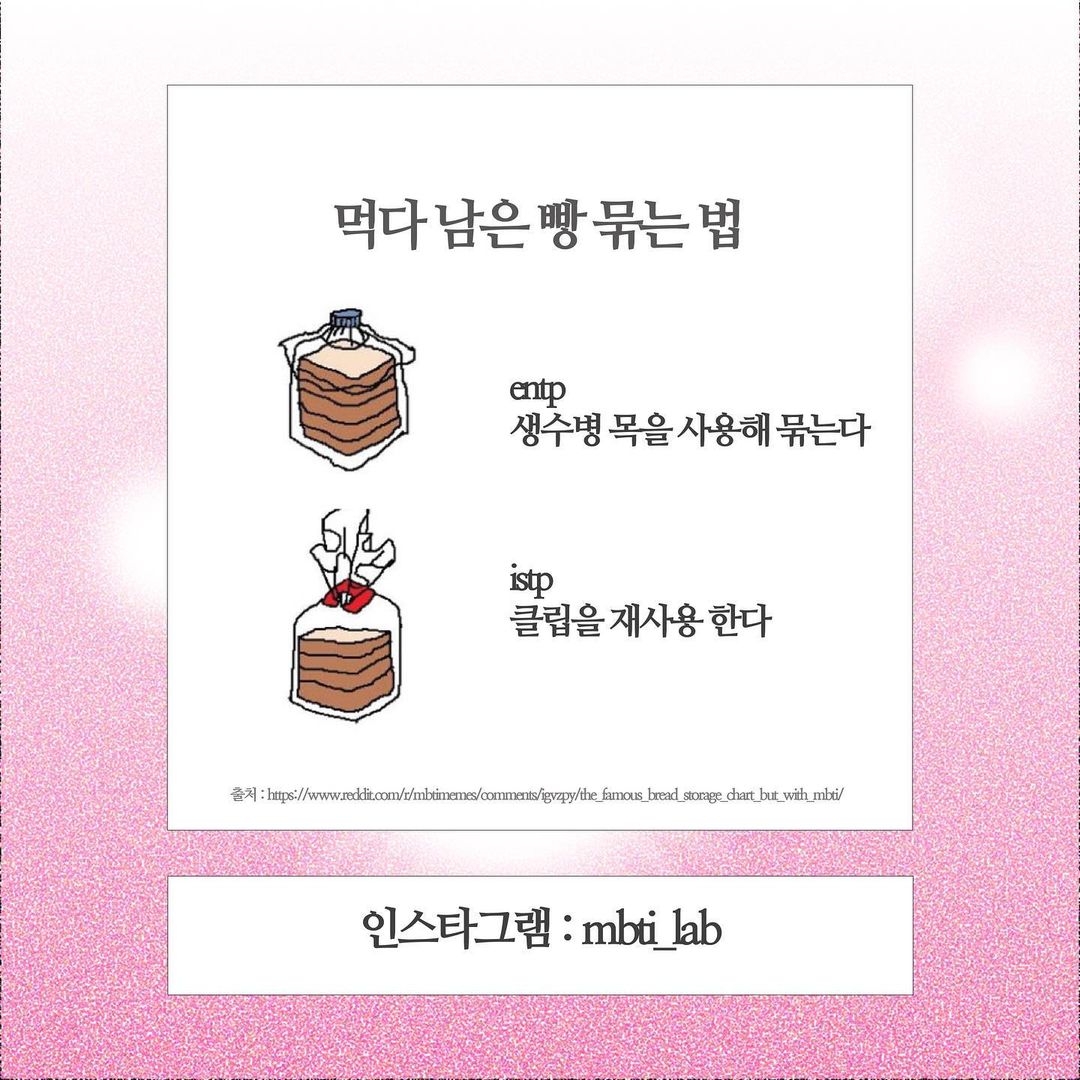 먹다 남은 빵 묶는 법
entp
생수병 목을 사용해 묶는다
istp
클립을 재사용 한다
출처 : https://www.reddit.com/r/mbtimemes/comments/igvzpy/the_famous_bread_storage_chart_but_with_mbti/
인스타그램 : mbti_lab